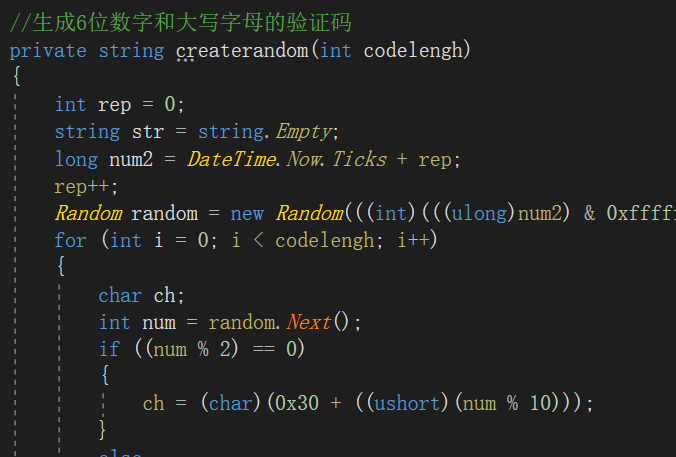 //生成6位数字和大写字母的验证码
private string createrandom(int codelengh)
{
int rep = 0;
string str = string.Empty;
long num2 = DateTime.Now.Ticks + rep;
rep++;
Random random = new Random(((int)(((ulong)num2) & 0xfffff
for (int i = 0; i < codelengh; i++)
{
char ch;
int num = random.Next();
if ((num % 2) == 0)
{
ch = (char)(0x30 + ((ushort)(num % 10)));
}
else